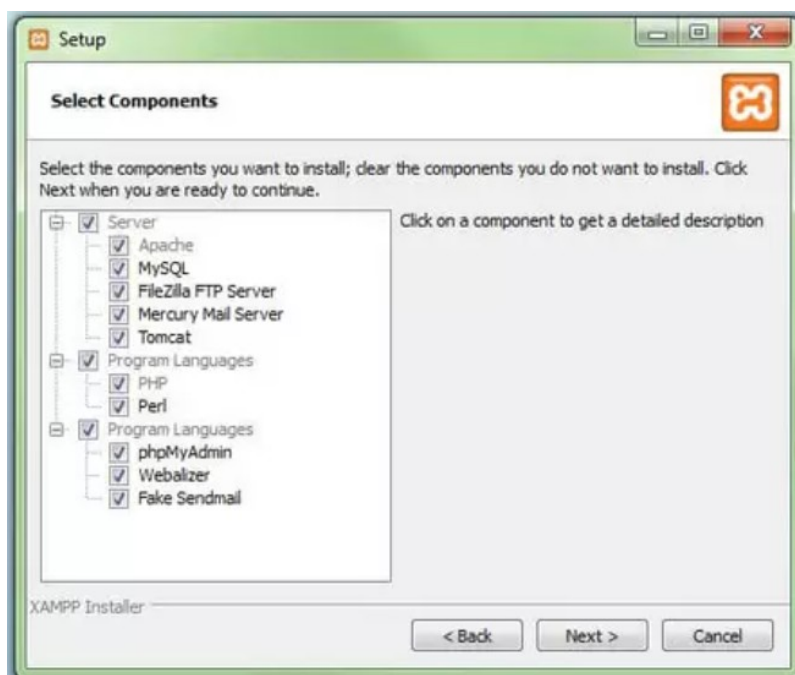 Setup
Select Components
Select the components you want to install; clear the components you do not want to install. Click
Next when you are ready to continue.
Server
Apache
MySQL
FileZilla FTP Server
Mercury Mail Server
Tomcat
Program Languages
PHP
Perl
Program Languages
phpMyAdmin
Webalizer
Fake Sendmail
Click on a component to get a detailed description
XAMPP Installer
< Back
Next >
Cancel